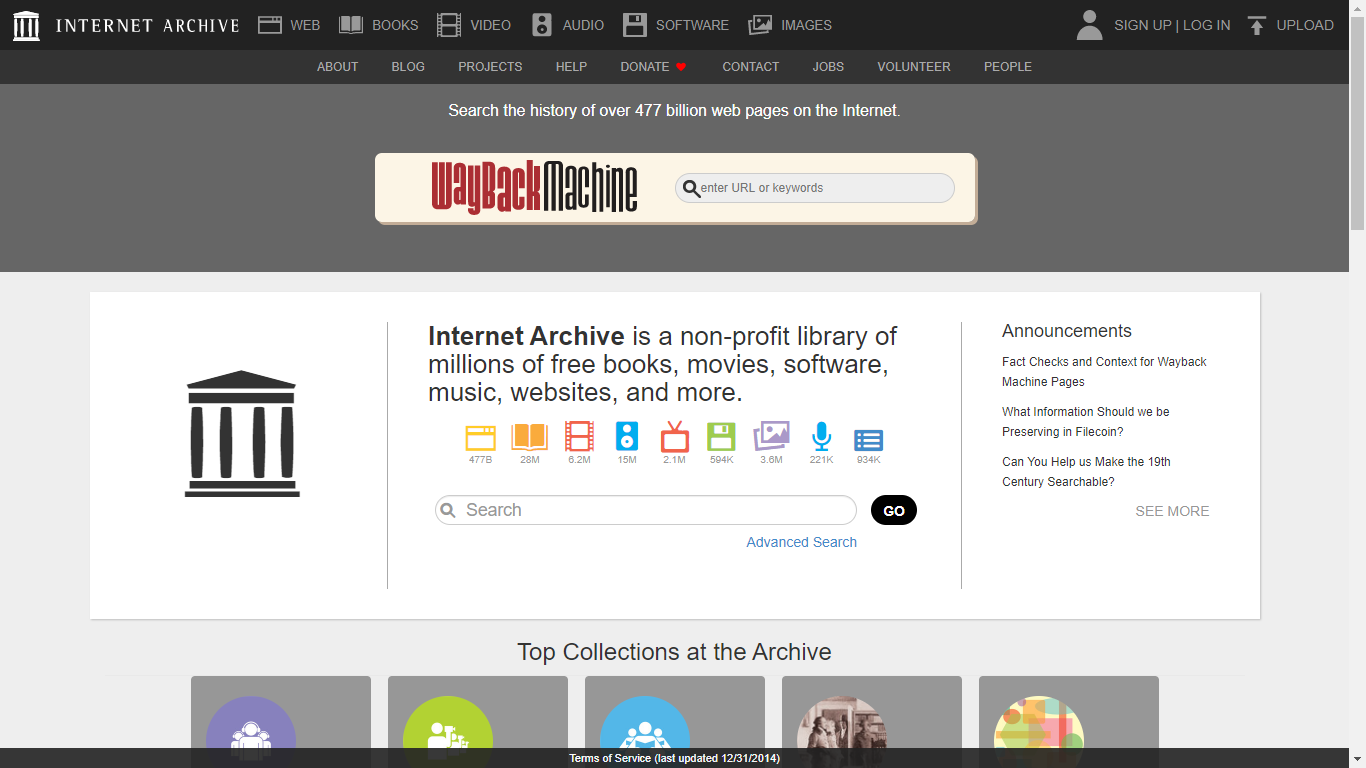 INTERNET ARCHIVE WEB BOOKS VIDEO AUDIO SOFTWARE IMAGES SIGN UP | LOG IN UPLOAD
ABOUT BLOG PROJECTS HELP DONATE CONTACT JOBS VOLUNTEER PEOPLE
Search the history of over 477 billion web pages on the Internet.
WayBackMachine enter URL or keywords
Internet Archive is a non-profit library of
millions of free books, movies, software,
music, websites, and more.
477B 28M 6.2M 15M 2.1M 594K 3.6M 221K 934K
Search GO
Advanced Search
Announcements
Fact Checks and Context for Wayback
Machine Pages
What Information Should we be
Preserving in Filecoin?
Can You Help us Make the 19th
Century Searchable?
SEE MORE
Top Collections at the Archive
Terms of Service (last updated 12/31/2014)